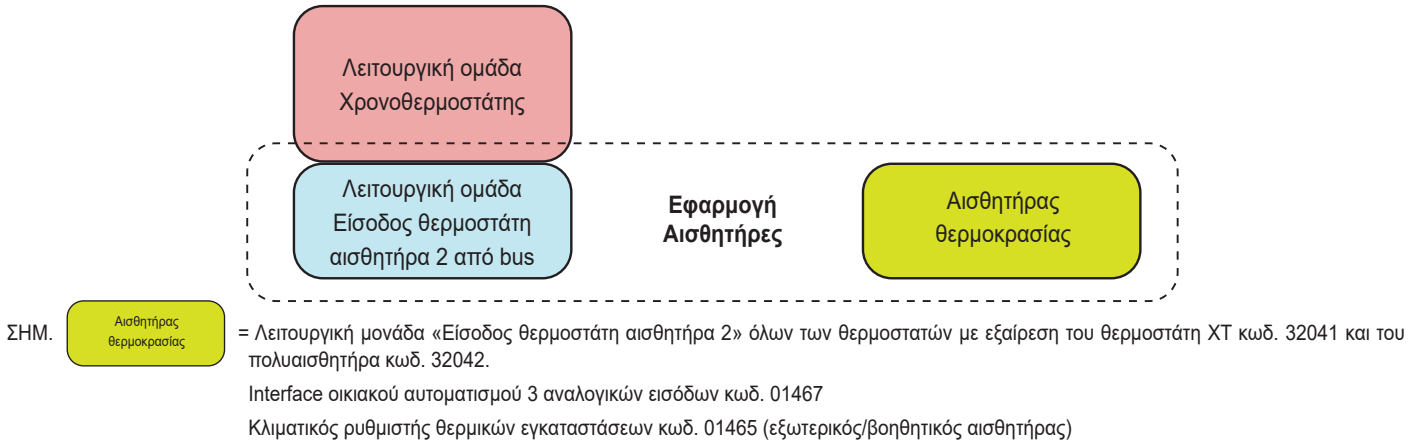 Λειτουργική ομάδα
Χρονοθερμοστάτης
Λειτουργική ομάδα
Είσοδος θερμοστάτη
αισθητήρα 2 από bus
Εφαρμογή
Αισθητήρες
Αισθητήρας
θερμοκρασίας
ΣΗΜ.
Αισθητήρας
θερμοκρασίας
= Λειτουργική μονάδα «Είσοδος θερμοστάτη αισθητήρα 2» όλων των θερμοστατών με εξαίρεση του θερμοστάτη XT κωδ. 32041 και του
πολυαισθητήρα κωδ. 32042.
Interface οικιακού αυτοματισμού 3 αναλογικών εισόδων κωδ. 01467
Κλιματικός ρυθμιστής θερμικών εγκαταστάσεων κωδ. 01465 (εξωτερικός/βοηθητικός αισθητήρας)